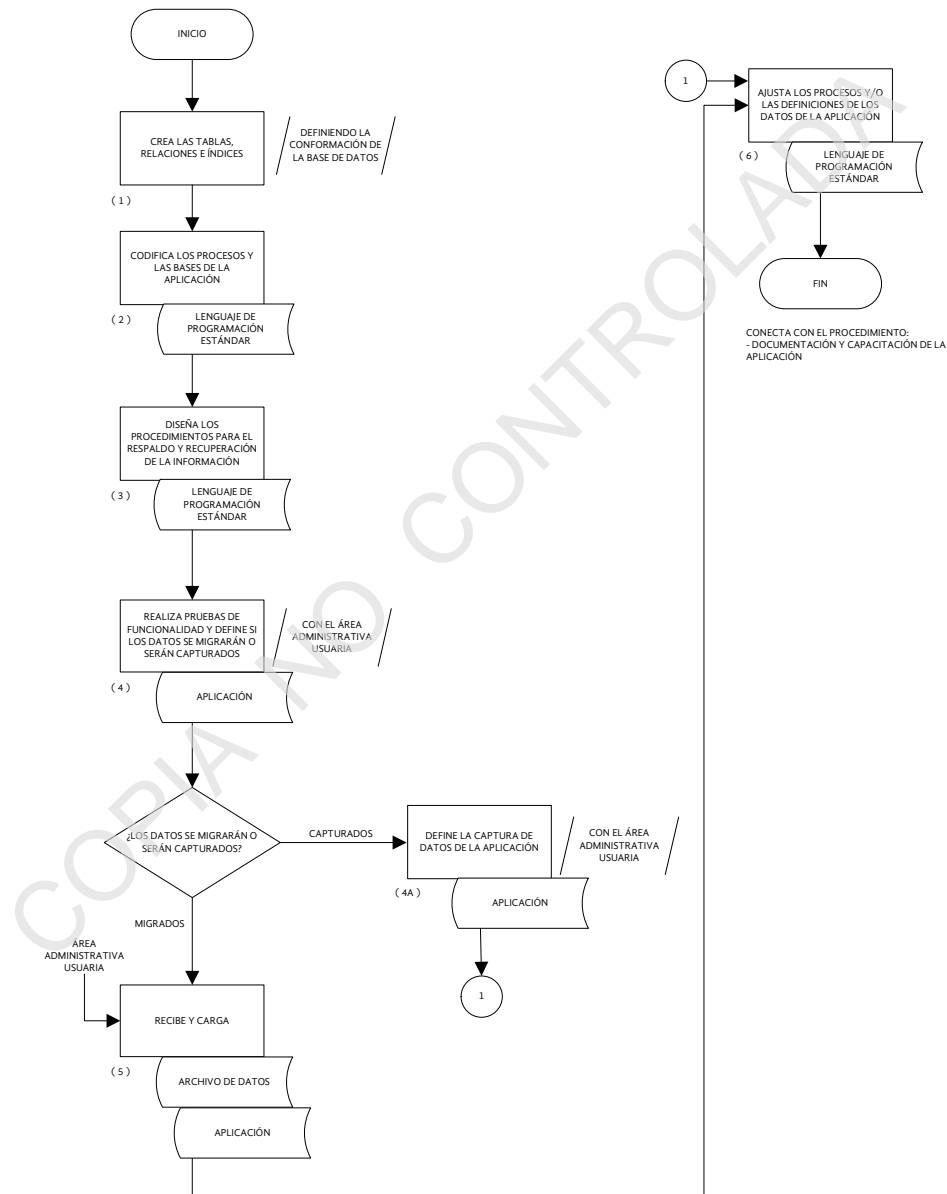 INICIO
CREA LAS TABLAS,
RELACIONES E ÍNDICES
DEFINIENDO LA
CONFORMACIÓN DE
LA BASE DE DATOS
( 1 )
CODIFICA LOS PROCESOS Y
LAS BASES DE LA
APLICACIÓN
( 2 )
LENGUAJE DE
PROGRAMACIÓN
ESTÁNDAR
DISEÑA LOS
PROCEDIMIENTOS PARA EL
RESPALDO Y RECUPERACIÓN
DE LA INFORMACIÓN
( 3 )
LENGUAJE DE
PROGRAMACIÓN
ESTÁNDAR
REALIZA PRUEBAS DE
FUNCIONALIDAD Y DEFINE SI
LOS DATOS SE MIGRARÁN O
SERÁN CAPTURADOS
CON EL ÁREA
ADMINISTRATIVA
USUARIA
( 4 )
APLICACIÓN
¿LOS DATOS SE MIGRARÁN O
SERÁN CAPTURADOS?
CAPTURADOS
DEFINE LA CAPTURA DE
DATOS DE LA APLICACIÓN
CON EL ÁREA
ADMINISTRATIVA
USUARIA
( 4A )
APLICACIÓN
1
MIGRADOS
ÁREA
ADMINISTRATIVA
USUARIA
RECIBE Y CARGA
( 5 )
ARCHIVO DE DATOS
APLICACIÓN
1
AJUSTA LOS PROCESOS Y/O
LAS DEFINICIONES DE LOS
DATOS DE LA APLICACIÓN
( 6 )
LENGUAJE DE
PROGRAMACIÓN
ESTÁNDAR
FIN
CONECTA CON EL PROCEDIMIENTO:
- DOCUMENTACIÓN Y CAPACITACIÓN DE LA
APLICACIÓN
COPIA NO CONTROLADA